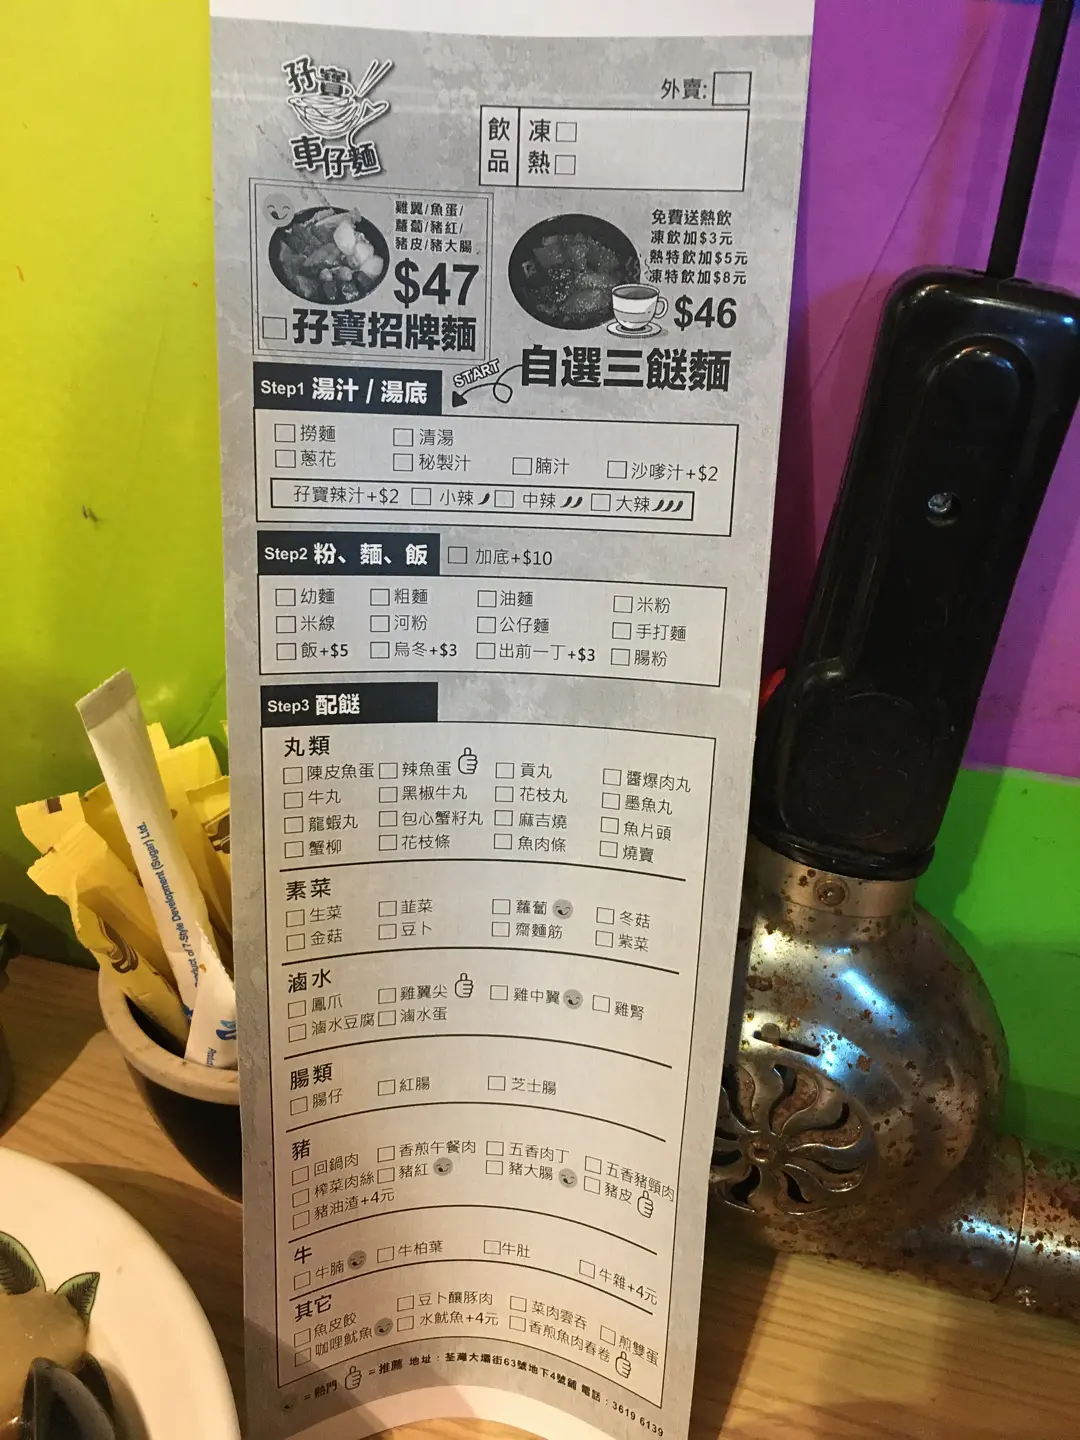 孖寶
車仔麵
外賣:
飲品
凍
熱
雞翼/魚蛋/
蘿蔔/豬紅/
豬皮/豬大腸
$47
孖寶招牌麵
免費送熱飲
凍飲加$3元
熱特飲加$5元
凍特飲加$8元
$46
自選三餸麵
START
Step1 湯汁 / 湯底
撈麵 清湯
蔥花 秘製汁 腩汁 沙嗲汁+$2
孖寶辣汁+$2 小辣 中辣 大辣
Step2 粉、麵、飯 加底+$10
幼麵 粗麵 油麵 米粉
米線 河粉 公仔麵 手打麵
飯+$5 烏冬+$3 出前一丁+$3 腸粉
Step3 配餸
丸類
陳皮魚蛋 辣魚蛋 貢丸 醬爆肉丸
牛丸 黑椒牛丸 花枝丸 墨魚丸
龍蝦丸 包心蟹籽丸 麻吉燒 魚片頭
蟹柳 花枝條 魚肉條 燒賣
素菜
生菜 韮菜 蘿蔔 冬菇
金菇 豆卜 齋麵筋 紫菜
滷水
鳳爪 雞翼尖 雞中翼 雞腎
滷水豆腐 滷水蛋
腸類
腸仔 紅腸 芝士腸
豬
回鍋肉 香煎午餐肉 五香肉丁 五香豬頸肉
榨菜肉絲 豬紅 豬大腸 豬皮
豬油渣+4元
牛
牛腩 牛柏葉 牛肚 牛雜+4元
其它
魚皮餃 豆卜釀豚肉 菜肉雲吞 煎雙蛋
咖哩魷魚 水魷魚+4元 香煎魚肉春卷
=熱門 =推薦 地址：荃灣大壩街63號地下4號舖 電話：3619 6139